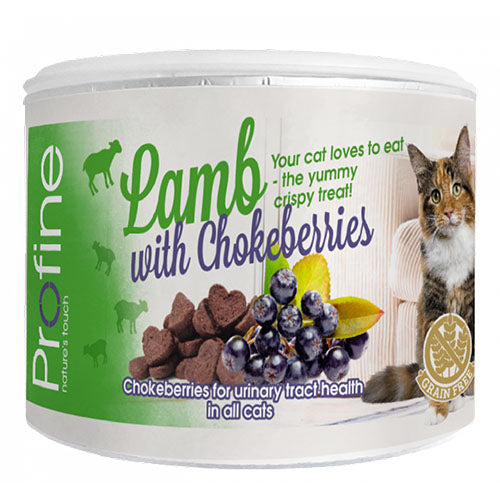 Profine
nature's touch
Lamb
with Chokeberries
Your cat loves to eat
- the yummy
crispy treat!
Chokeberries for urinary tract health
in all cats
GRAIN FREE